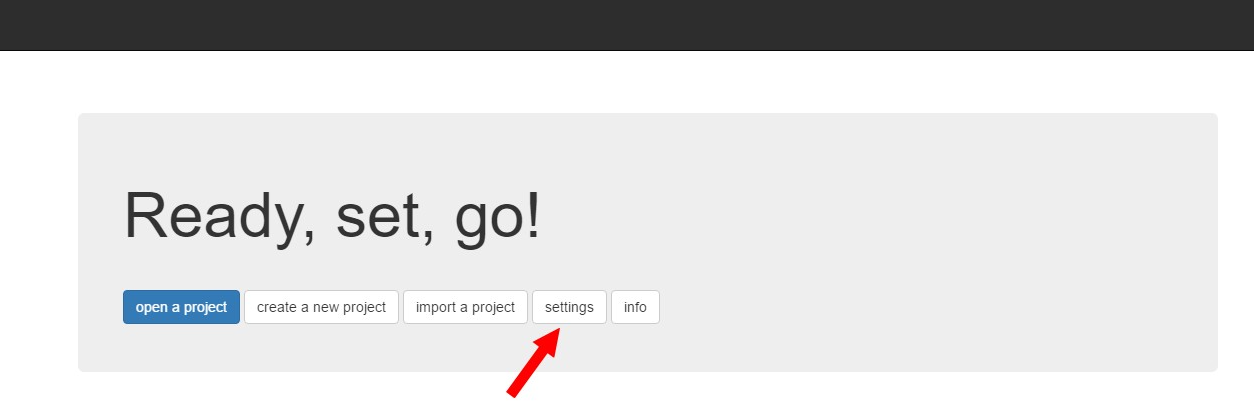 Ready, set, go!
open a project create a new project import a project settings info